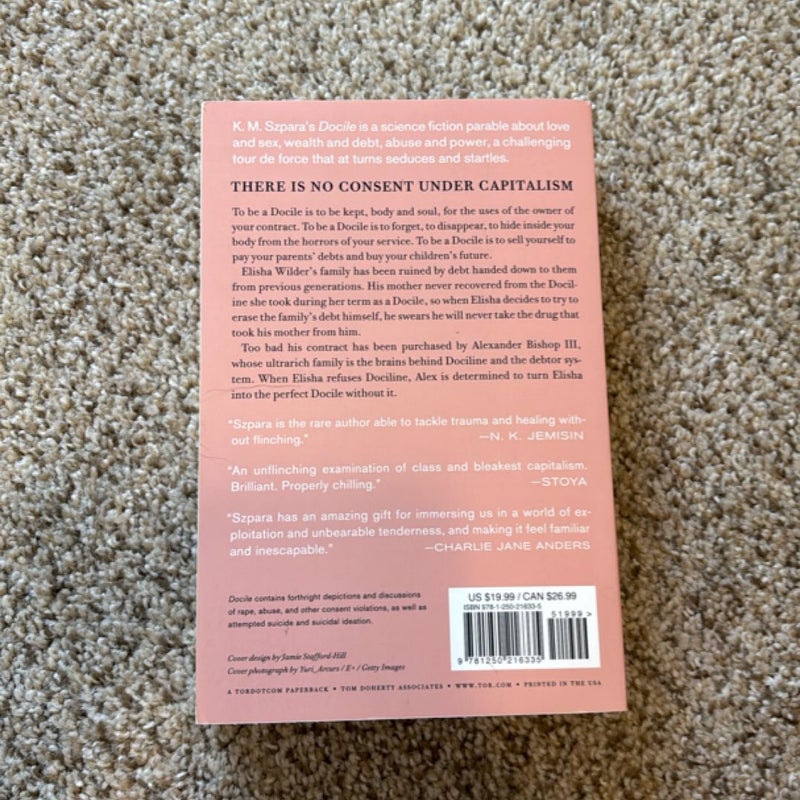 K. M. Szpara's Docile is a science fiction parable about love
and sex, wealth and debt, abuse and power, a challenging
tour de force that at turns seduces and startles.
THERE IS NO CONSENT UNDER CAPITALISM
To be a Docile is to be kept, body and soul, for the uses of the owner of
your contract. To be a Docile is to forget, to disappear, to hide inside your
body from the horrors of your service. To be a Docile is to sell yourself to
pay your parents' debts and buy your children's future.
Elisha Wilder's family has been ruined by debt handed down to them
from previous generations. His mother never recovered from the Docil-
ine she took during her term as a Docile, so when Elisha decides to try to
erase the family's debt himself, he swears he will never take the drug that
took his mother from him.
Too bad his contract has been purchased by Alexander Bishop III,
whose ultrarich family is the brains behind Dociline and the debtor sys-
tem. When Elisha refuses Dociline, Alex is determined to turn Elisha
into the perfect Docile without it.
"Szpara is the rare author able to tackle trauma and healing with-
out flinching." —N. K. JEMISIN
"An unflinching examination of class and bleakest capitalism.
Brilliant. Properly chilling." —STOYA
"Szpara has an amazing gift for immersing us in a world of ex-
ploitation and unbearable tenderness, and making it feel familiar
and inescapable." —CHARLIE JANE ANDERS
Docile contains forthright depictions and discussions
of rape, abuse, and other consent violations, as well as
attempted suicide and suicidal ideation.
US $19.99 / CAN $26.99
ISBN 978-1-250-21633-5
51999>
9 781250 216335
Cover design by Jamie Stafford-Hill
Cover photograph by Yuri_Arcurs / E+ / Getty Images
A TORDOTCOM PAPERBACK • TOM DOHERTY ASSOCIATES • WWW.TOR.COM • PRINTED IN THE USA